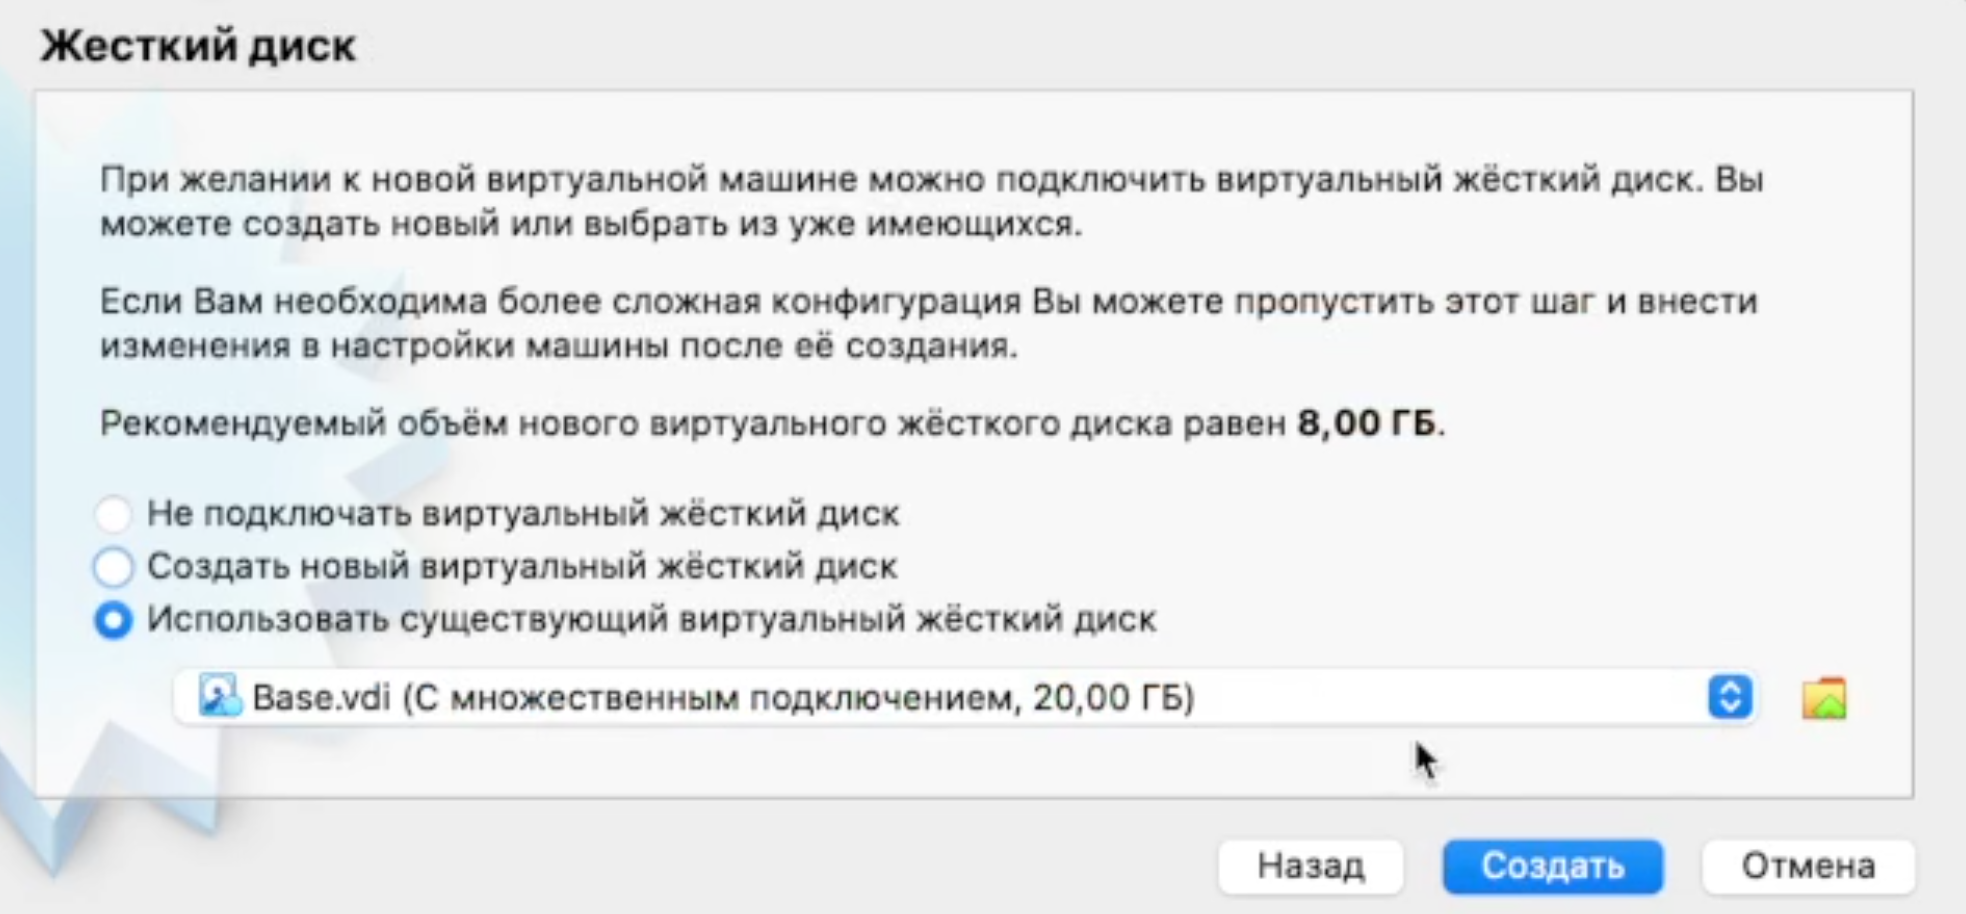 Жесткий диск
При желании к новой виртуальной машине можно подключить виртуальный жёсткий диск. Вы
можете создать новый или выбрать из уже имеющихся.
Если Вам необходима более сложная конфигурация Вы можете пропустить этот шаг и внести
изменения в настройки машины после её создания.
Рекомендуемый объём нового виртуального жёсткого диска равен 8,00 ГБ.
Не подключать виртуальный жёсткий диск
Создать новый виртуальный жёсткий диск
Использовать существующий виртуальный жёсткий диск
Base.vdi (С множественным подключением, 20,00 ГБ)
Назад Создать Отмена